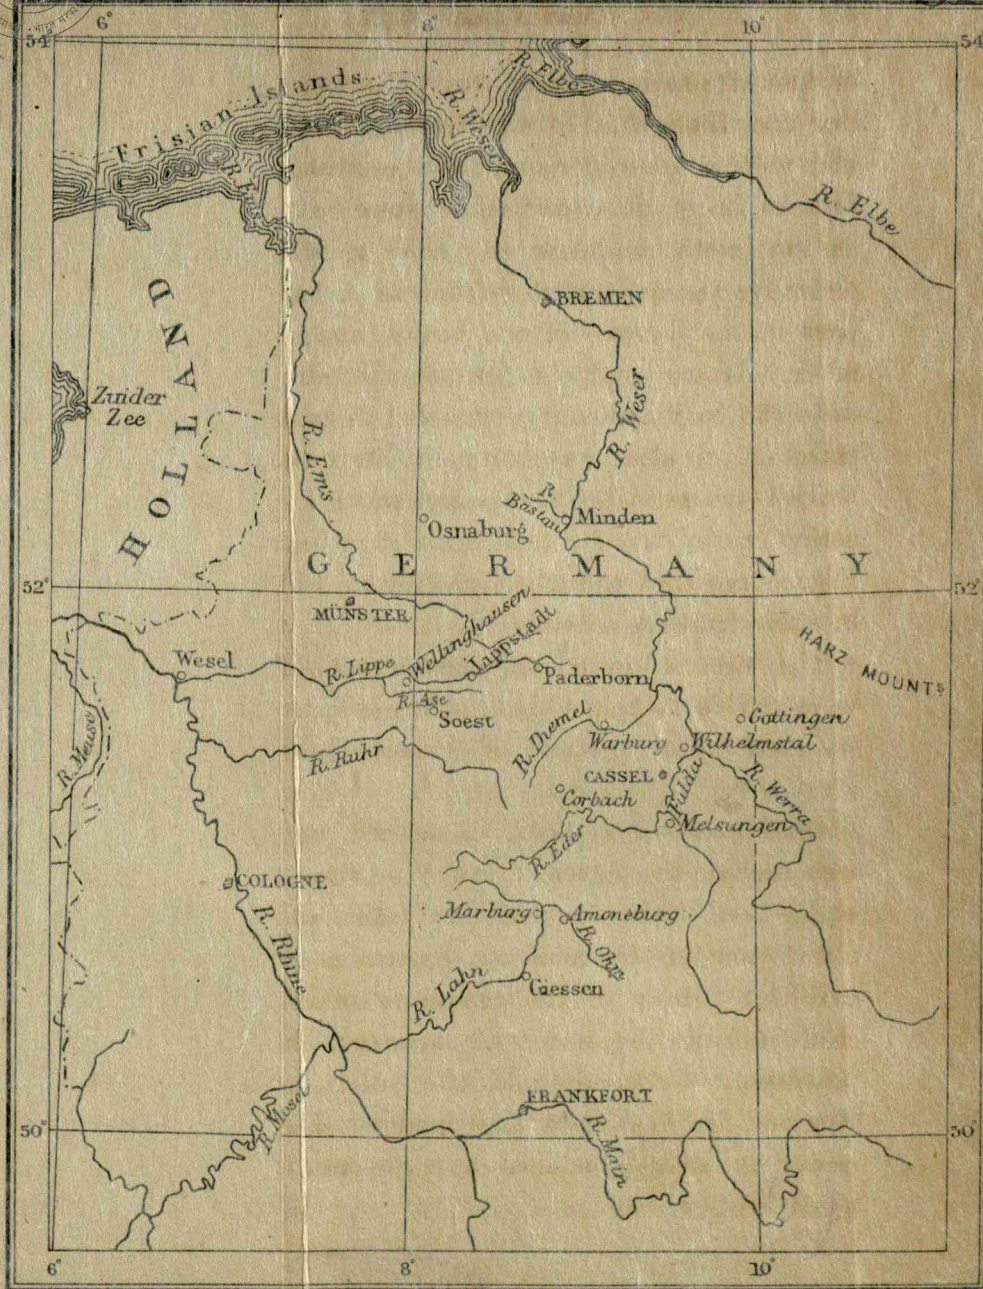 6° 8° 10°
54° 54°
R. Elbe
Frisian Islands
R. Weser
R. Ems
R. Elbe
HOLLAND
BREMEN
Zuider
Zee
R. Weser
R. Ems
R.
Bastau
Minden
Osnaburg
GERMANY
52° 52°
MÜNSTER
Wellinghausen
Lippstadt
HARZ MOUNTS
Wesel
R. Lippe
Paderborn
R. Ase
Soest
R. Meuse
R. Ruhr
R. Diemel
Warburg
Gottingen
Wilhelmstal
CASSEL
Fulda
R. Werra
Corbach
Melsungen
R. Eder
COLOGNE
Marburg
Amoneburg
R. Rhine
R. Ohm
R. Lahn
Giessen
FRANKFORT
R. Mosel
R. Main
50° 50°
6° 8° 10°